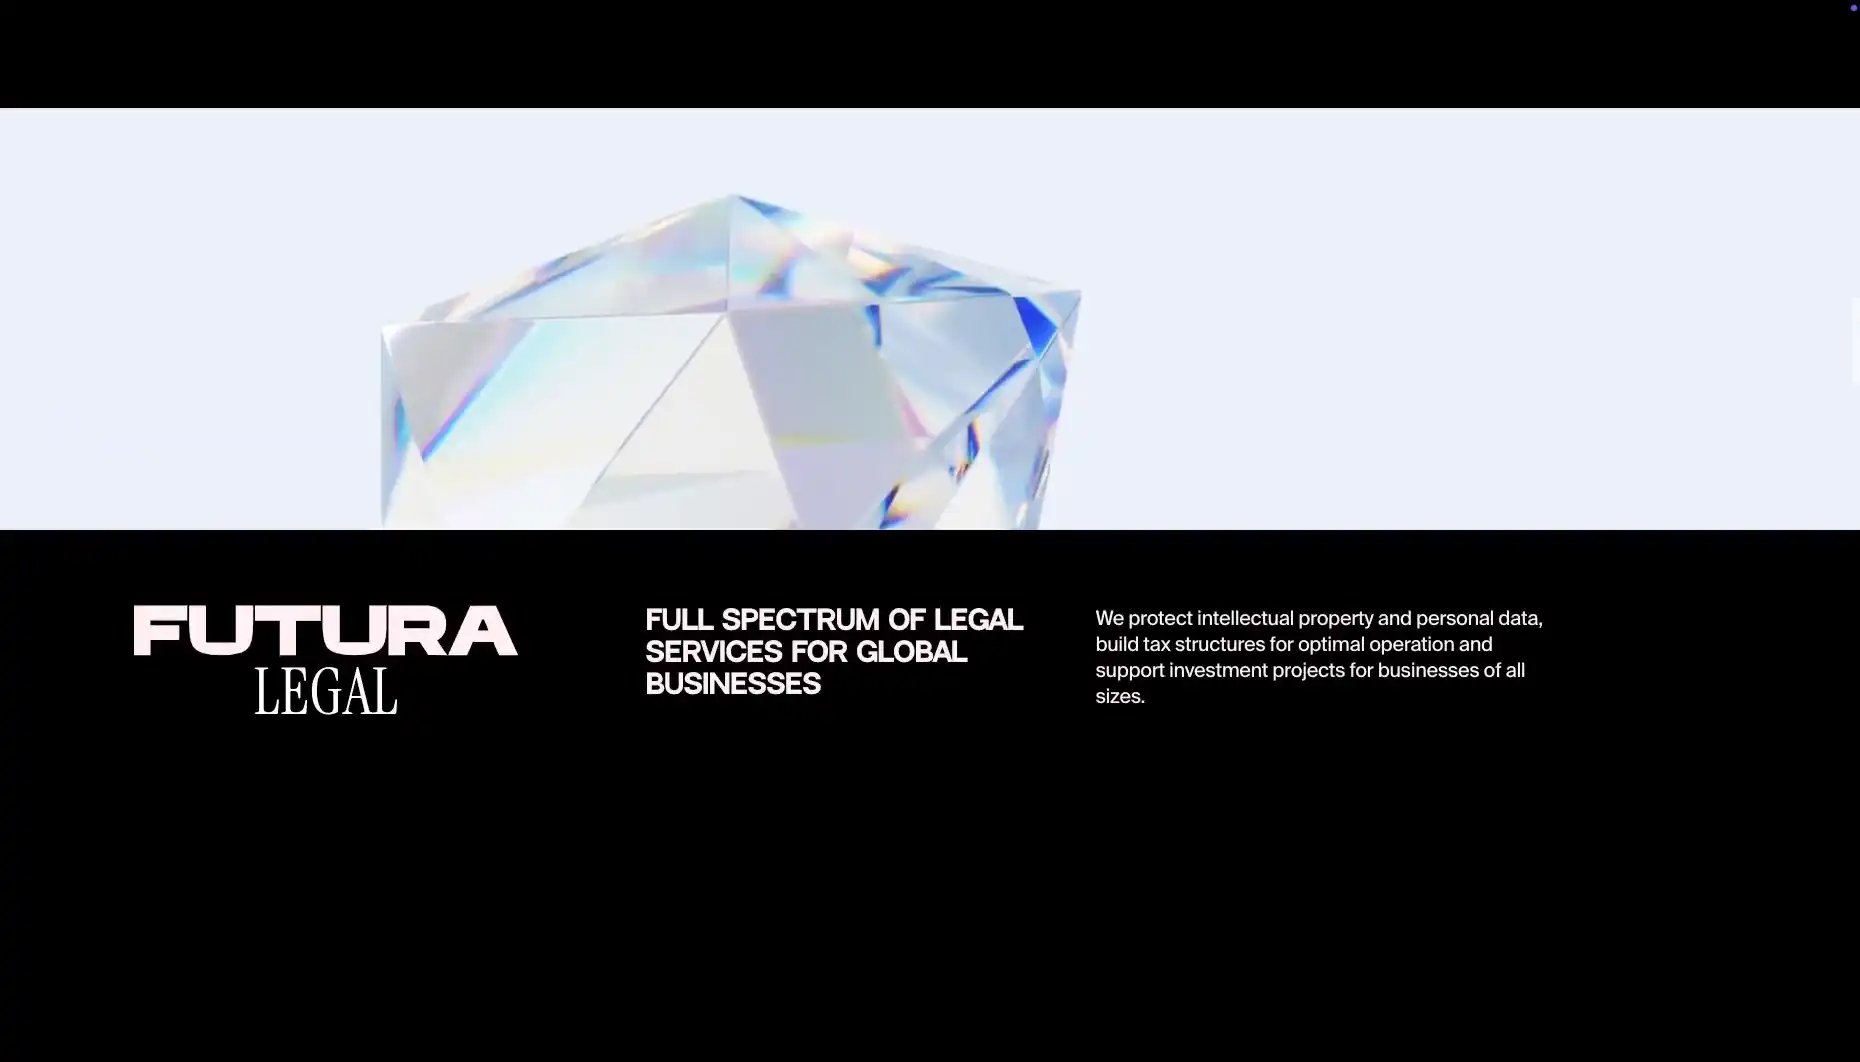 FUTURA
LEGAL
FULL SPECTRUM OF LEGAL
SERVICES FOR GLOBAL
BUSINESSES
We protect intellectual property and personal data,
build tax structures for optimal operation and
support investment projects for businesses of all
sizes.